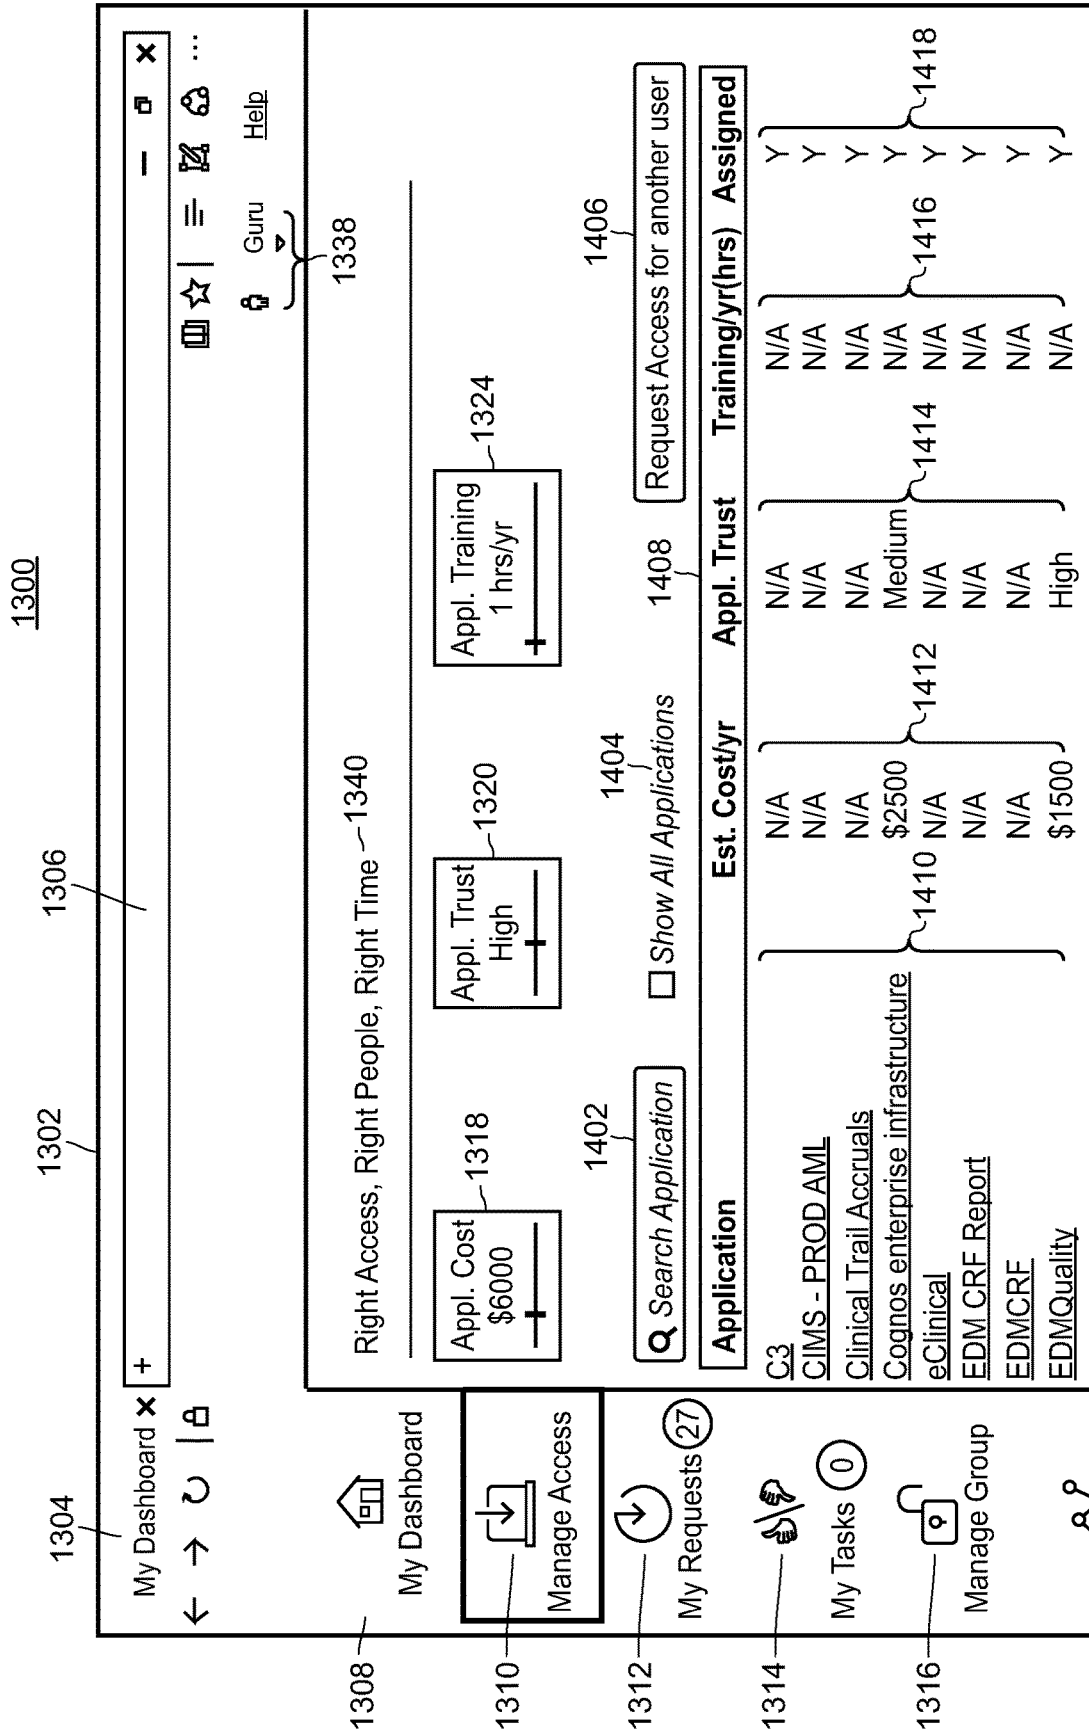 1300
1302
1306
1304
My Dashboard × + — ×
← → | ...
Guru
Help
1338
1308
My Dashboard
1310
Manage Access
1312
My Requests 27
1314
My Tasks 0
1316
Manage Group
Right Access, Right People, Right Time 1340
Appl. Cost
$6000
1318
Appl. Trust
High
1320
Appl. Training
1 hrs/yr
1324
1402
1404
1406
Search Application Show All Applications Request Access for another user
1408
Application Est. Cost/yr Appl. Trust Training/yr(hrs) Assigned
C3 N/A N/A N/A Y
CIMS - PROD AML N/A N/A N/A Y
Clinical Trail Accruals N/A N/A N/A Y
Cognos enterprise infrastructure $2500 Medium N/A Y
eClinical N/A N/A N/A Y
EDM CRF Report N/A N/A N/A Y
EDMCRF N/A N/A N/A Y
EDMQuality $1500 High N/A Y
1410 1412 1414 1416 1418